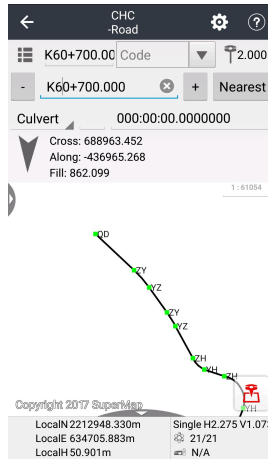 CHC
-Road
K60+700.00 Code 2.000
- K60+700.000 + Nearest
Culvert 000:00:00.0000000
Cross: 688963.452
Along: -436965.268
Fill: 862.099
1 : 61054
QD
ZY
YZ
ZY
YZ
ZH
YH
ZH
YH
Copyright 2017 SuperMap
LocalN 2212948.330m Single H2.275 V1.07
LocalE 634705.883m 21/21
LocalH 50.901m N/A